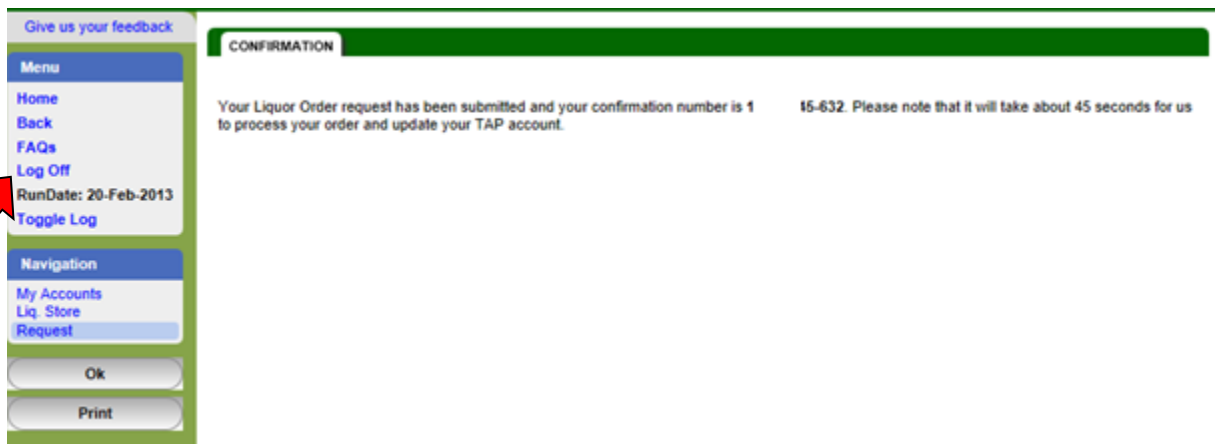 Give us your feedback
Menu
Home
Back
FAQs
Log Off
RunDate: 20-Feb-2013
Toggle Log
Navigation
My Accounts
Liq. Store
Request
Ok
Print
CONFIRMATION
Your Liquor Order request has been submitted and your confirmation number is 1 45-632. Please note that it will take about 45 seconds for us
to process your order and update your TAP account.